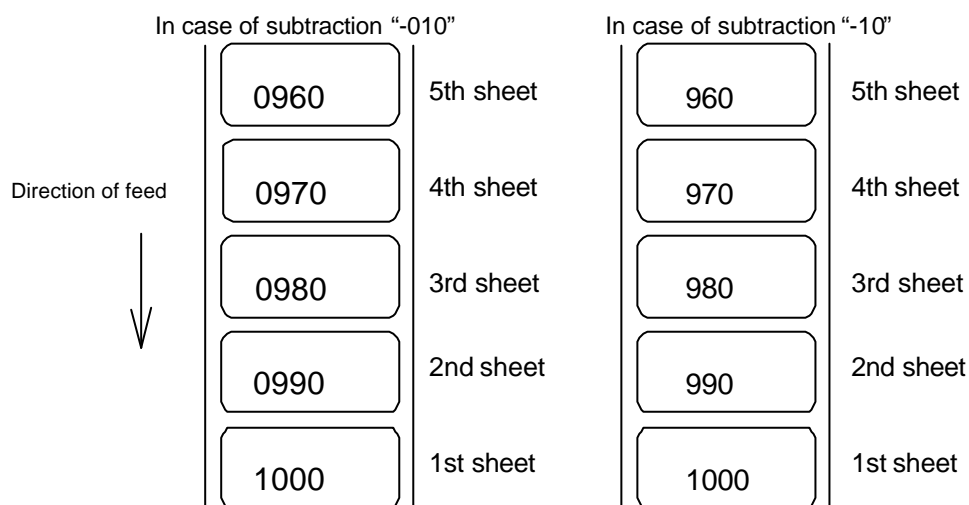 In case of subtraction “-010”
In case of subtraction “-10”
0960
5th sheet
960
5th sheet
Direction of feed
0970
4th sheet
970
4th sheet
0980
3rd sheet
980
3rd sheet
0990
2nd sheet
990
2nd sheet
1000
1st sheet
1000
1st sheet